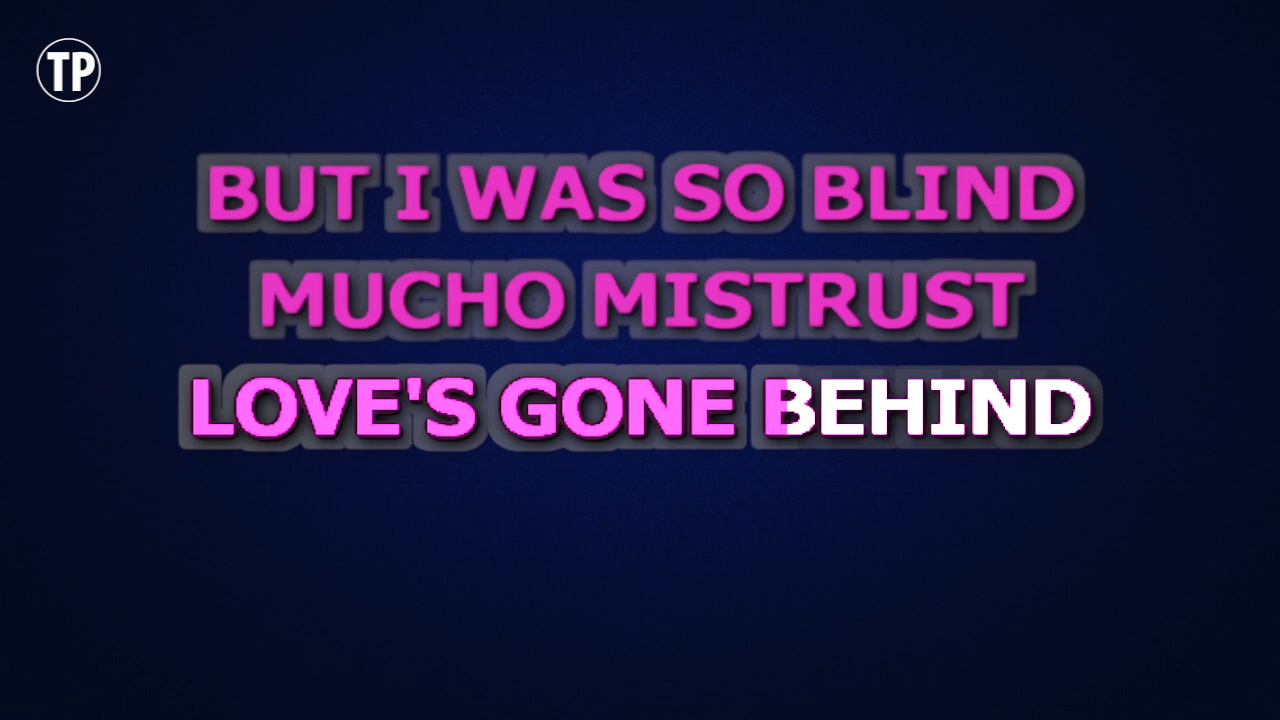 TP
BUT I WAS SO BLIND
MUCHO MISTRUST
LOVE'S GONE BEHIND